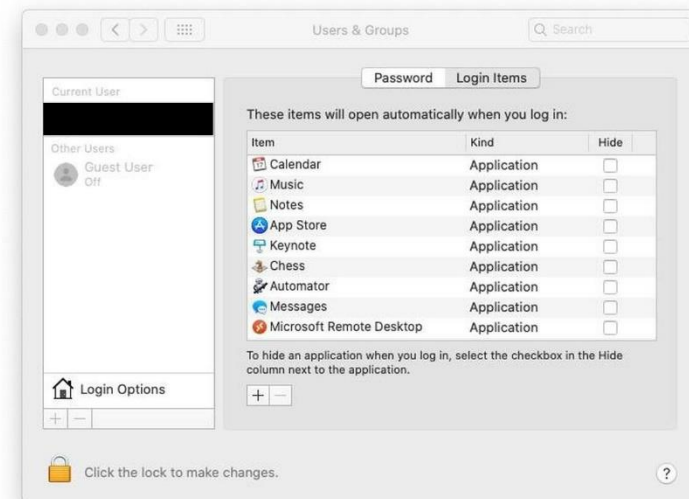 Users & Groups
Search
Current User
Other Users
Guest User
Off
Login Options
+ −
Password Login Items
These items will open automatically when you log in:
Item Kind Hide
Calendar Application
Music Application
Notes Application
App Store Application
Keynote Application
Chess Application
Automator Application
Messages Application
Microsoft Remote Desktop Application
To hide an application when you log in, select the checkbox in the Hide
column next to the application.
+ −
Click the lock to make changes.
?